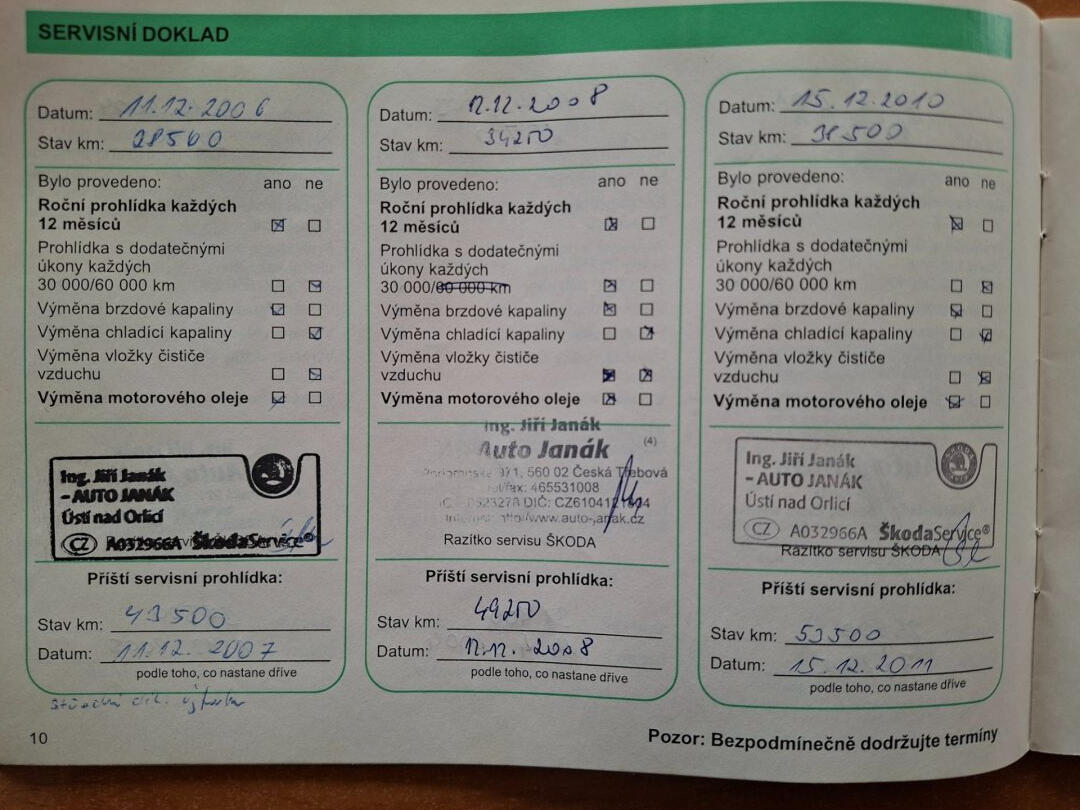 SERVISNÍ DOKLAD
Datum: 11.12.2006
Stav km: 28500
Bylo provedeno: ano ne
Roční prohlídka každých
12 měsíců
Prohlídka s dodatečnými
úkony každých
30 000/60 000 km
Výměna brzdové kapaliny
Výměna chladící kapaliny
Výměna vložky čističe
vzduchu
Výměna motorového oleje
Ing. Jiří Janák
– AUTO JANÁK
Ústí nad Orlicí
CZ A032966A ŠkodaService®
Příští servisní prohlídka:
Stav km: 43500
Datum: 11.12.2007
podle toho, co nastane dříve
Datum: 12.12.2008
Stav km: 34250
Bylo provedeno: ano ne
Roční prohlídka každých
12 měsíců
Prohlídka s dodatečnými
úkony každých
30 000/60 000 km
Výměna brzdové kapaliny
Výměna chladící kapaliny
Výměna vložky čističe
vzduchu
Výměna motorového oleje
Ing. Jiří Janák
Auto Janák (4)
971, 560 02 Česká Třebová
465531008
DIČ:
Razítko servisu ŠKODA
Příští servisní prohlídka:
Stav km: 49250
Datum: 12.12.2008
podle toho, co nastane dříve
Datum: 15.12.2010
Stav km: 38500
Bylo provedeno: ano ne
Roční prohlídka každých
12 měsíců
Prohlídka s dodatečnými
úkony každých
30 000/60 000 km
Výměna brzdové kapaliny
Výměna chladící kapaliny
Výměna vložky čističe
vzduchu
Výměna motorového oleje
Ing. Jiří Janák
– AUTO JANÁK
Ústí nad Orlicí
CZ A032966A ŠkodaService®
Razítko servisu ŠKODA
Příští servisní prohlídka:
Stav km: 53500
Datum: 15.12.2011
podle toho, co nastane dříve
10
Pozor: Bezpodmínečně dodržujte termíny